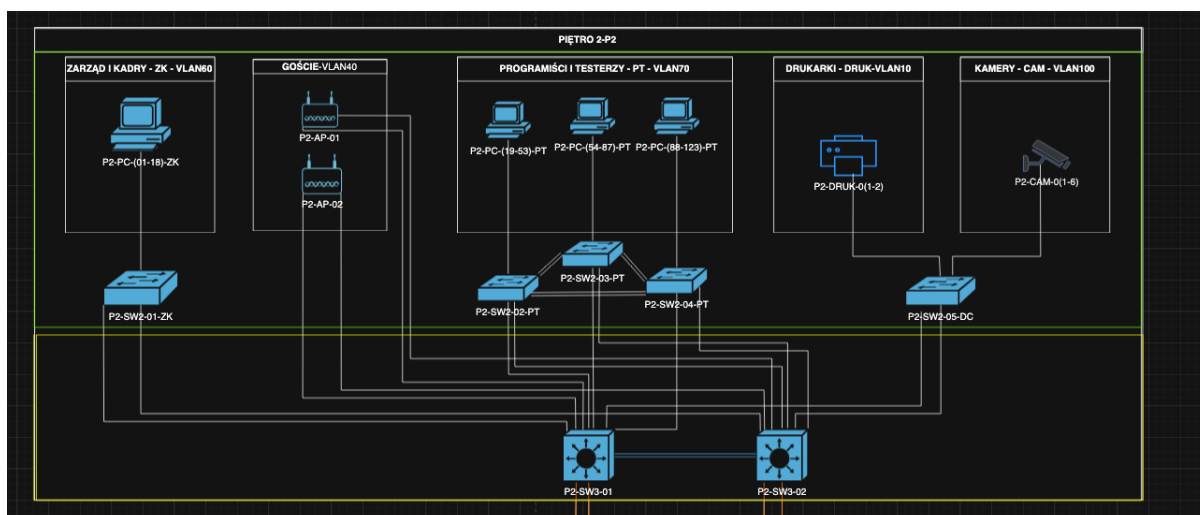 PIĘTRO 2-P2
ZARZĄD I KADRY - ZK - VLAN60
GOŚCIE-VLAN40
PROGRAMIŚCI I TESTERZY - PT - VLAN70
DRUKARKI - DRUK-VLAN10
KAMERY - CAM - VLAN100
P2-PC-(01-18)-ZK
P2-AP-01
P2-AP-02
P2-PC-(19-53)-PT
P2-PC-(54-87)-PT
P2-PC-(88-123)-PT
P2-DRUK-0(1-2)
P2-CAM-0(1-6)
P2-SW2-01-ZK
P2-SW2-02-PT
P2-SW2-03-PT
P2-SW2-04-PT
P2-SW2-05-DC
P2-SW3-01
P2-SW3-02